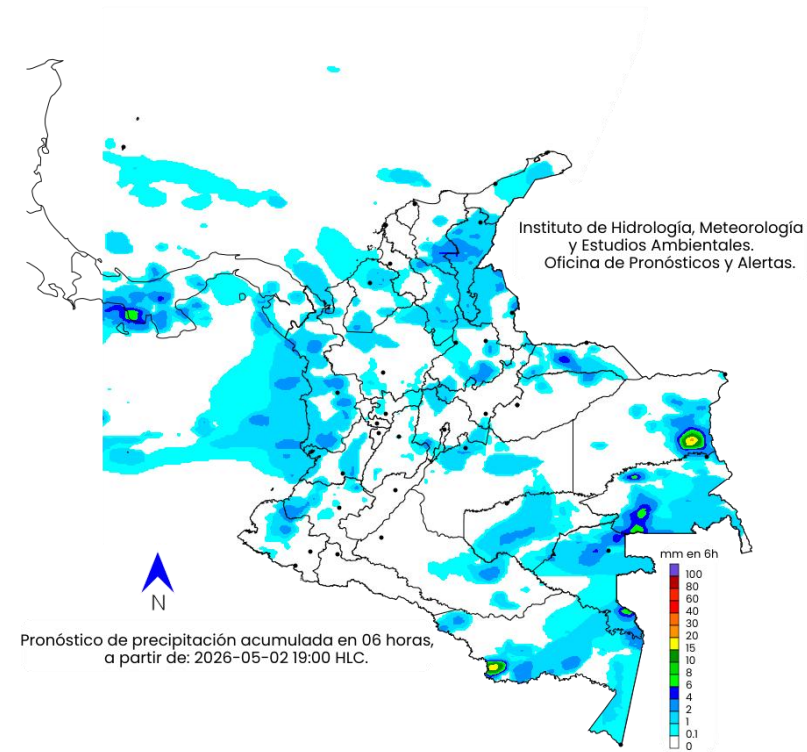 Instituto de Hidrología, Meteorología
y Estudios Ambientales.
Oficina de Pronósticos y Alertas.
mm en 6h
100
80
60
40
30
20
15
10
8
6
4
2
1
0.1
0
N
Pronóstico de precipitación acumulada en 06 horas,
a partir de: 2026-05-02 19:00 HLC.